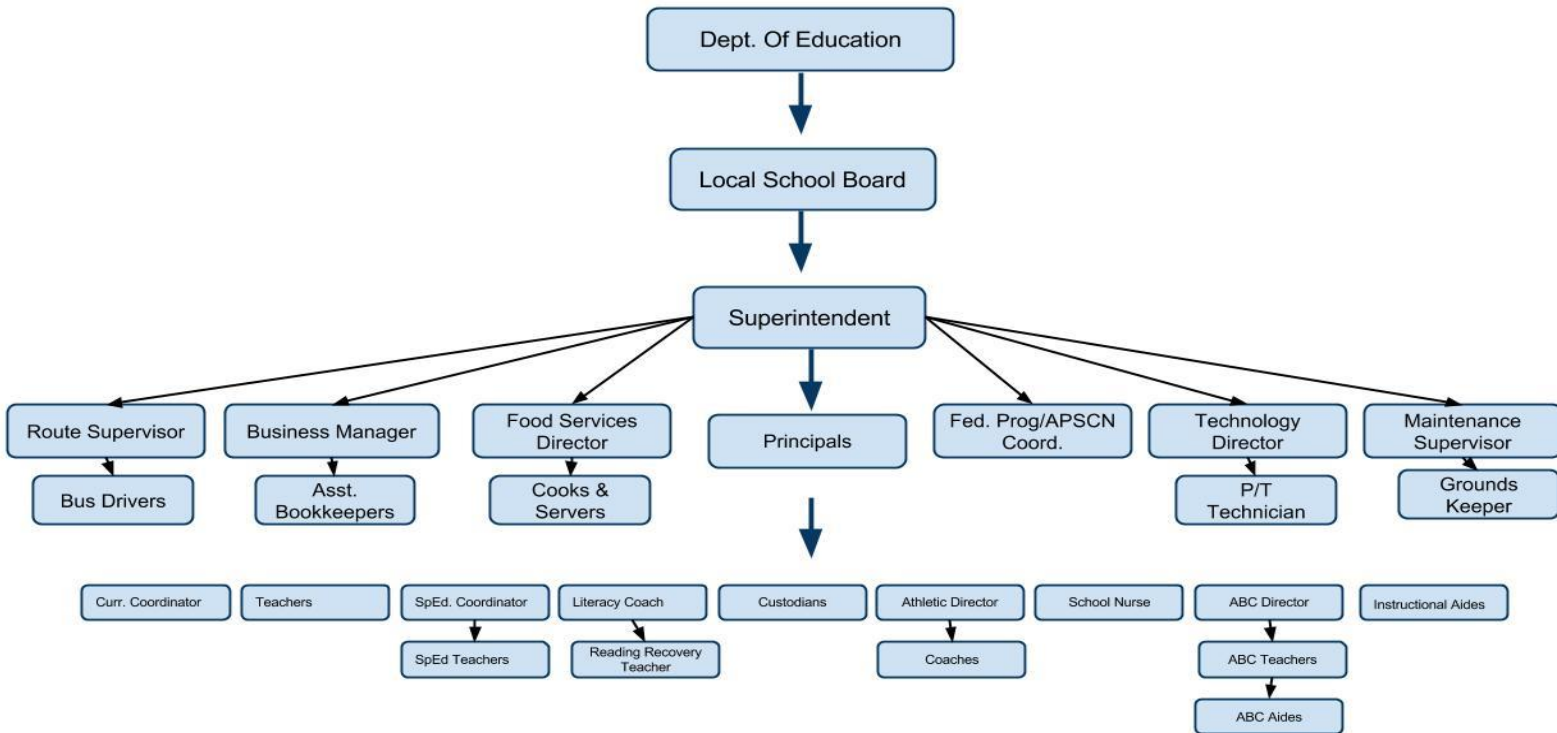 Dept. Of Education
Local School Board
Superintendent
Route Supervisor
Business Manager
Food Services
Director
Principals
Fed. Prog/APSCN
Coord.
Technology
Director
Maintenance
Supervisor
Bus Drivers
Asst.
Bookkeepers
Cooks &
Servers
P/T
Technician
Grounds
Keeper
Curr. Coordinator
Teachers
SpEd. Coordinator
Literacy Coach
Custodians
Athletic Director
School Nurse
ABC Director
Instructional Aides
SpEd Teachers
Reading Recovery
Teacher
Coaches
ABC Teachers
ABC Aides